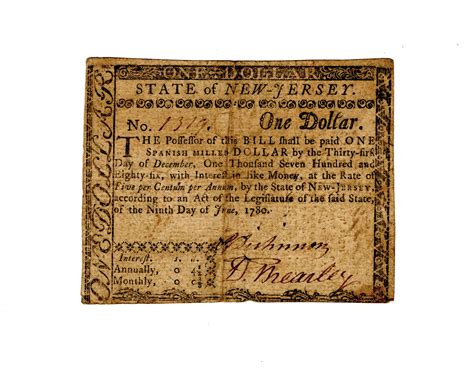 ONE DOLLAR
STATE of NEW-JERSEY.
ONE DOLLAR
No. One Dollar.
THE Possessor of this BILL shall be paid ONE
SPANISH MILLED DOLLAR by the Thirty-first
Day of December, One Thousand Seven Hundred and
Eighty-six, with Interest in like Money, at the Rate of
Five per Centum per Annum, by the State of NEW-JERSEY,
according to an Act of the Legislature of the said State,
of the Ninth Day of June, 1780.
Interest.
Annually,
Monthly,
D Brearley